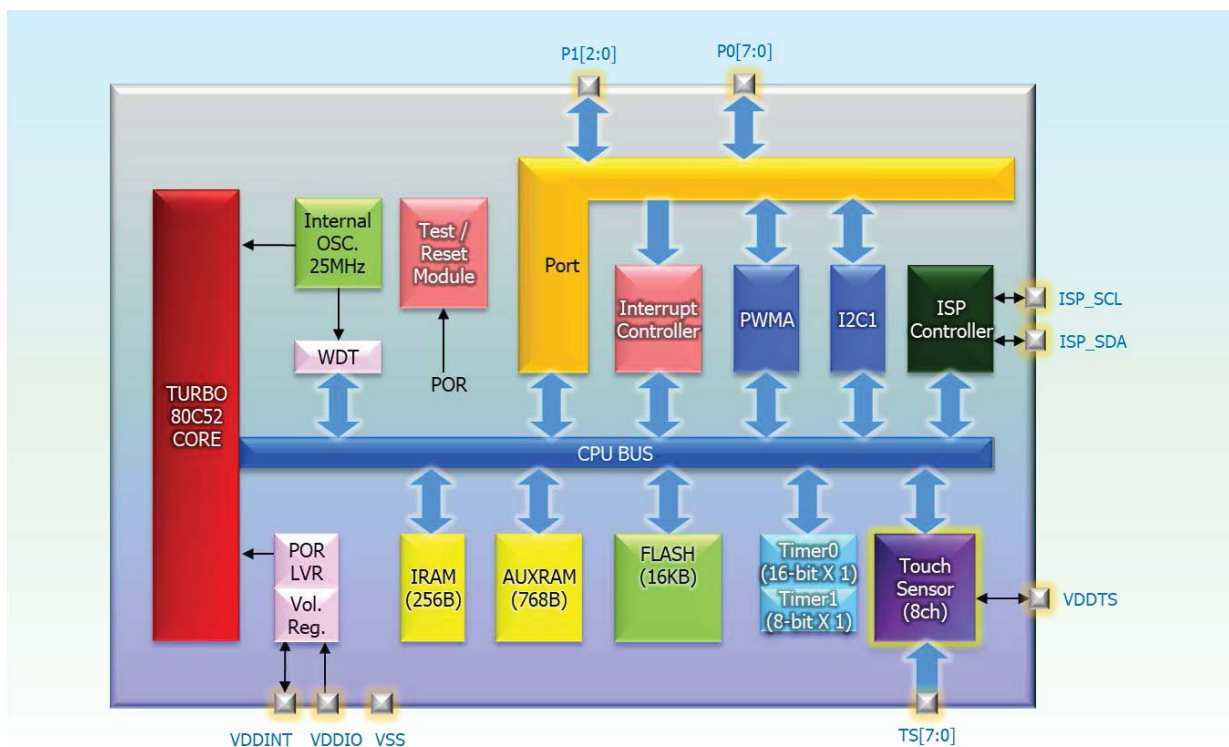 P1[2:0]
P0[7:0]
Internal
OSC.
25MHz
Test /
Reset
Module
Port
Interrupt
Controller
PWMA
I2C1
ISP
Controller
ISP_SCL
ISP_SDA
WDT
POR
TURBO
80C52
CORE
CPU BUS
POR
LVR
Vol.
Reg.
IRAM
(256B)
AUXRAM
(768B)
FLASH
(16KB)
Timer0
(16-bit X 1)
Timer1
(8-bit X 1)
Touch
Sensor
(8ch)
VDDTS
VDDINT
VDDIO
VSS
TS[7:0]